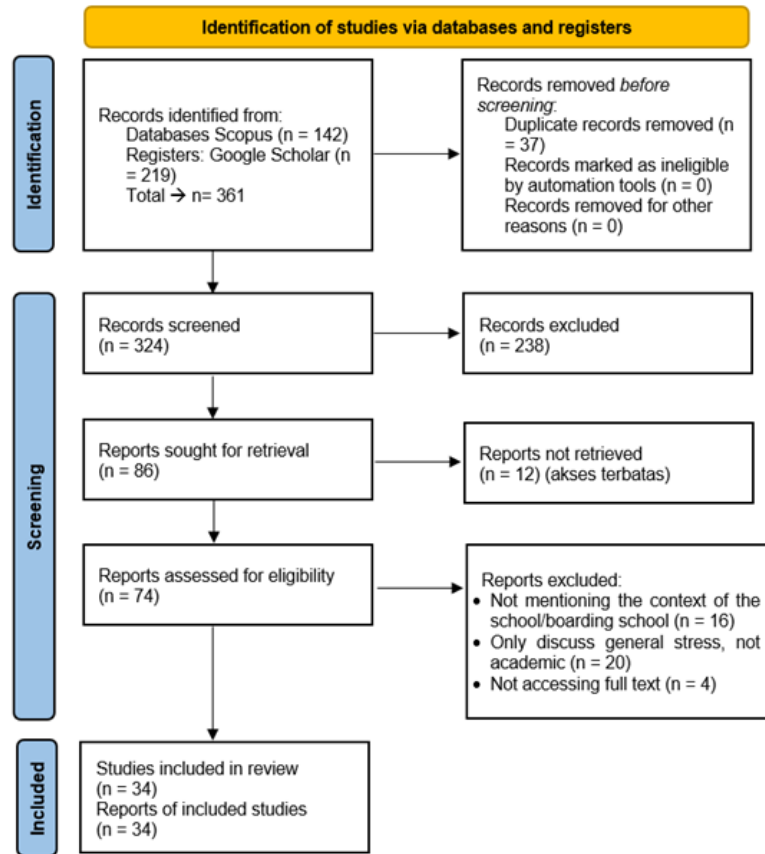 Identification of studies via databases and registers
Identification
Records identified from:
Databases Scopus (n = 142)
Registers: Google Scholar (n
= 219)
Total → n= 361
Records removed before
screening:
Duplicate records removed (n
= 37)
Records marked as ineligible
by automation tools (n = 0)
Records removed for other
reasons (n = 0)
Screening
Records screened
(n = 324)
Records excluded
(n = 238)
Reports sought for retrieval
(n = 86)
Reports not retrieved
(n = 12) (akses terbatas)
Reports assessed for eligibility
(n = 74)
Reports excluded:
• Not mentioning the context of the
school/boarding school (n = 16)
• Only discuss general stress, not
academic (n = 20)
• Not accessing full text (n = 4)
Included
Studies included in review
(n = 34)
Reports of included studies
(n = 34)